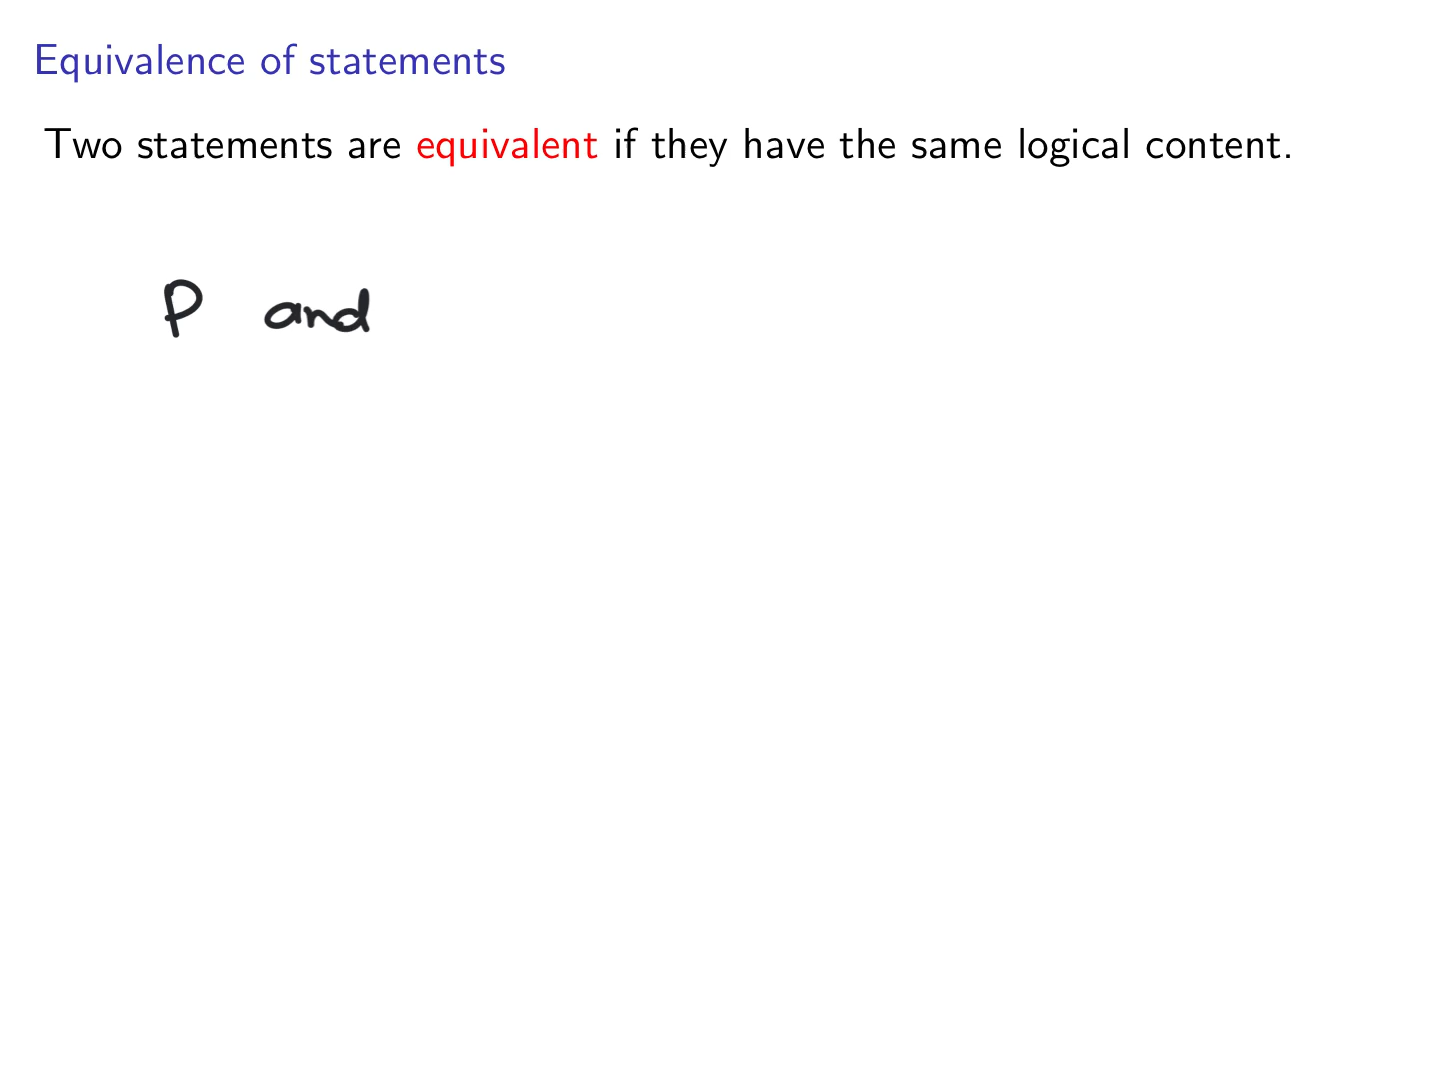 Equivalence of statements
Two statements are equivalent if they have the same logical content.
P and